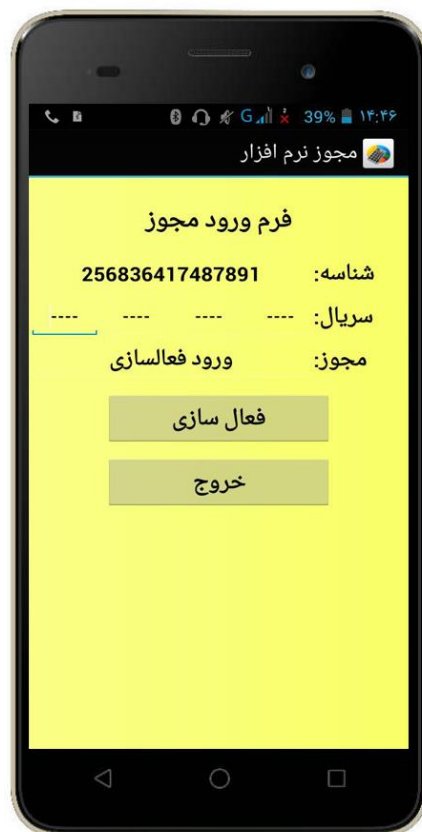 G 39% ۱۴:۴۶
مجوز نرم افزار
فرم ورود مجوز
شناسه: 256836417487891
سریال: ---- ---- ---- ----
مجوز: ورود فعالسازی
فعال سازی
خروج